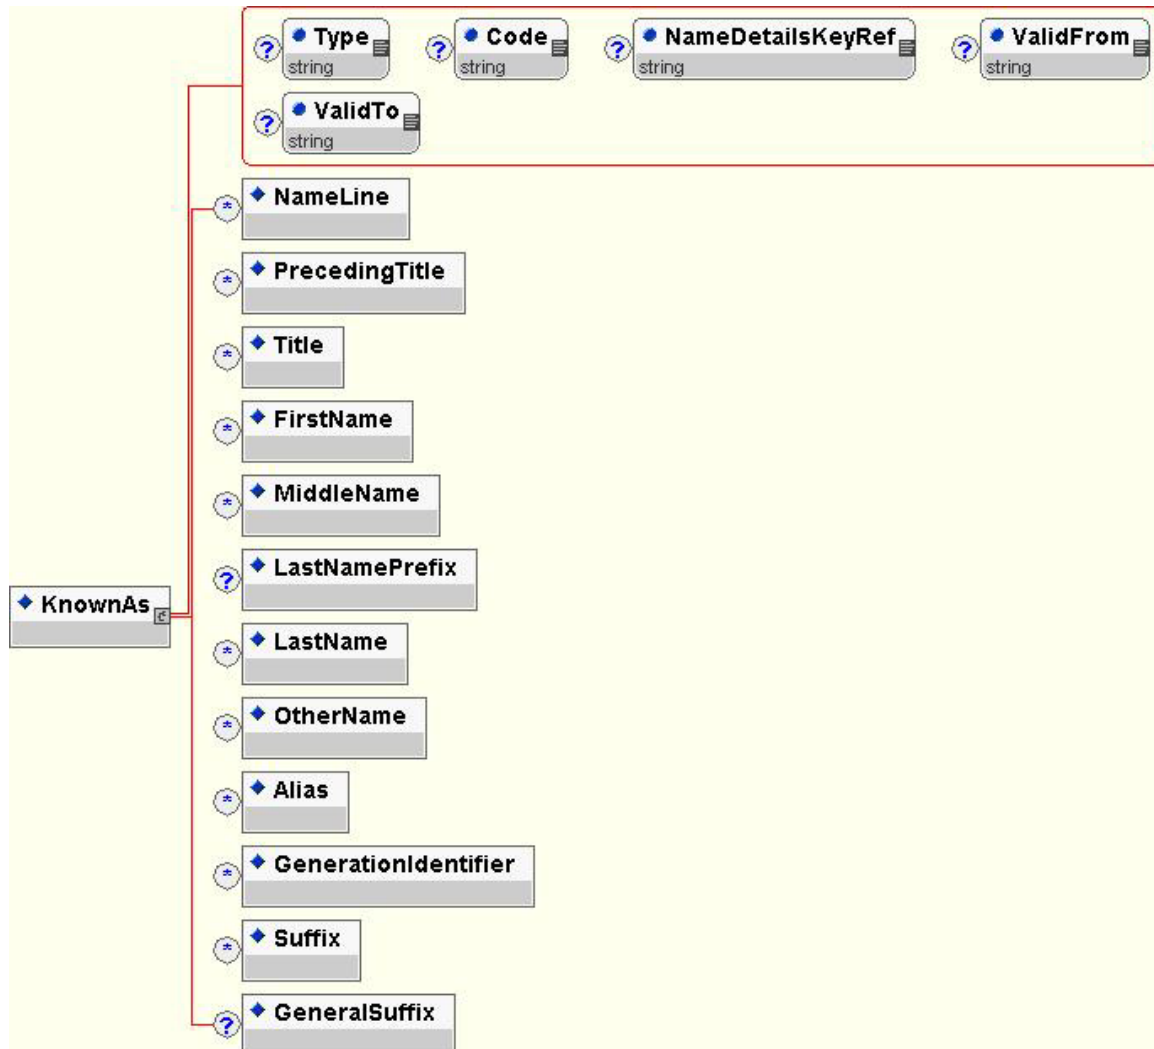 ? Type ? Code ? NameDetailsKeyRef ? ValidFrom
string string string string
? ValidTo
string
* NameLine
* PrecedingTitle
* Title
* FirstName
* MiddleName
? LastNamePrefix
KnownAs
* LastName
* OtherName
* Alias
* GenerationIdentifier
* Suffix
? GeneralSuffix